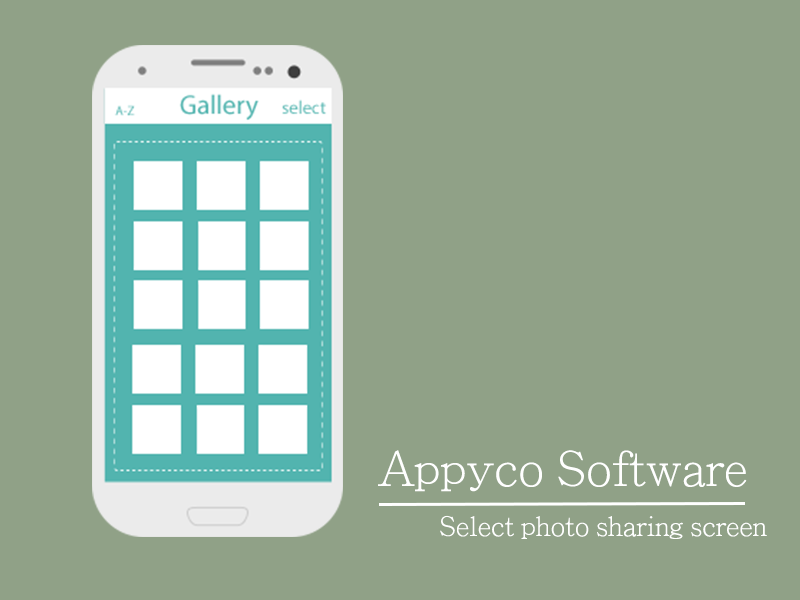 A-Z Gallery select
Appyco Software
Select photo sharing screen